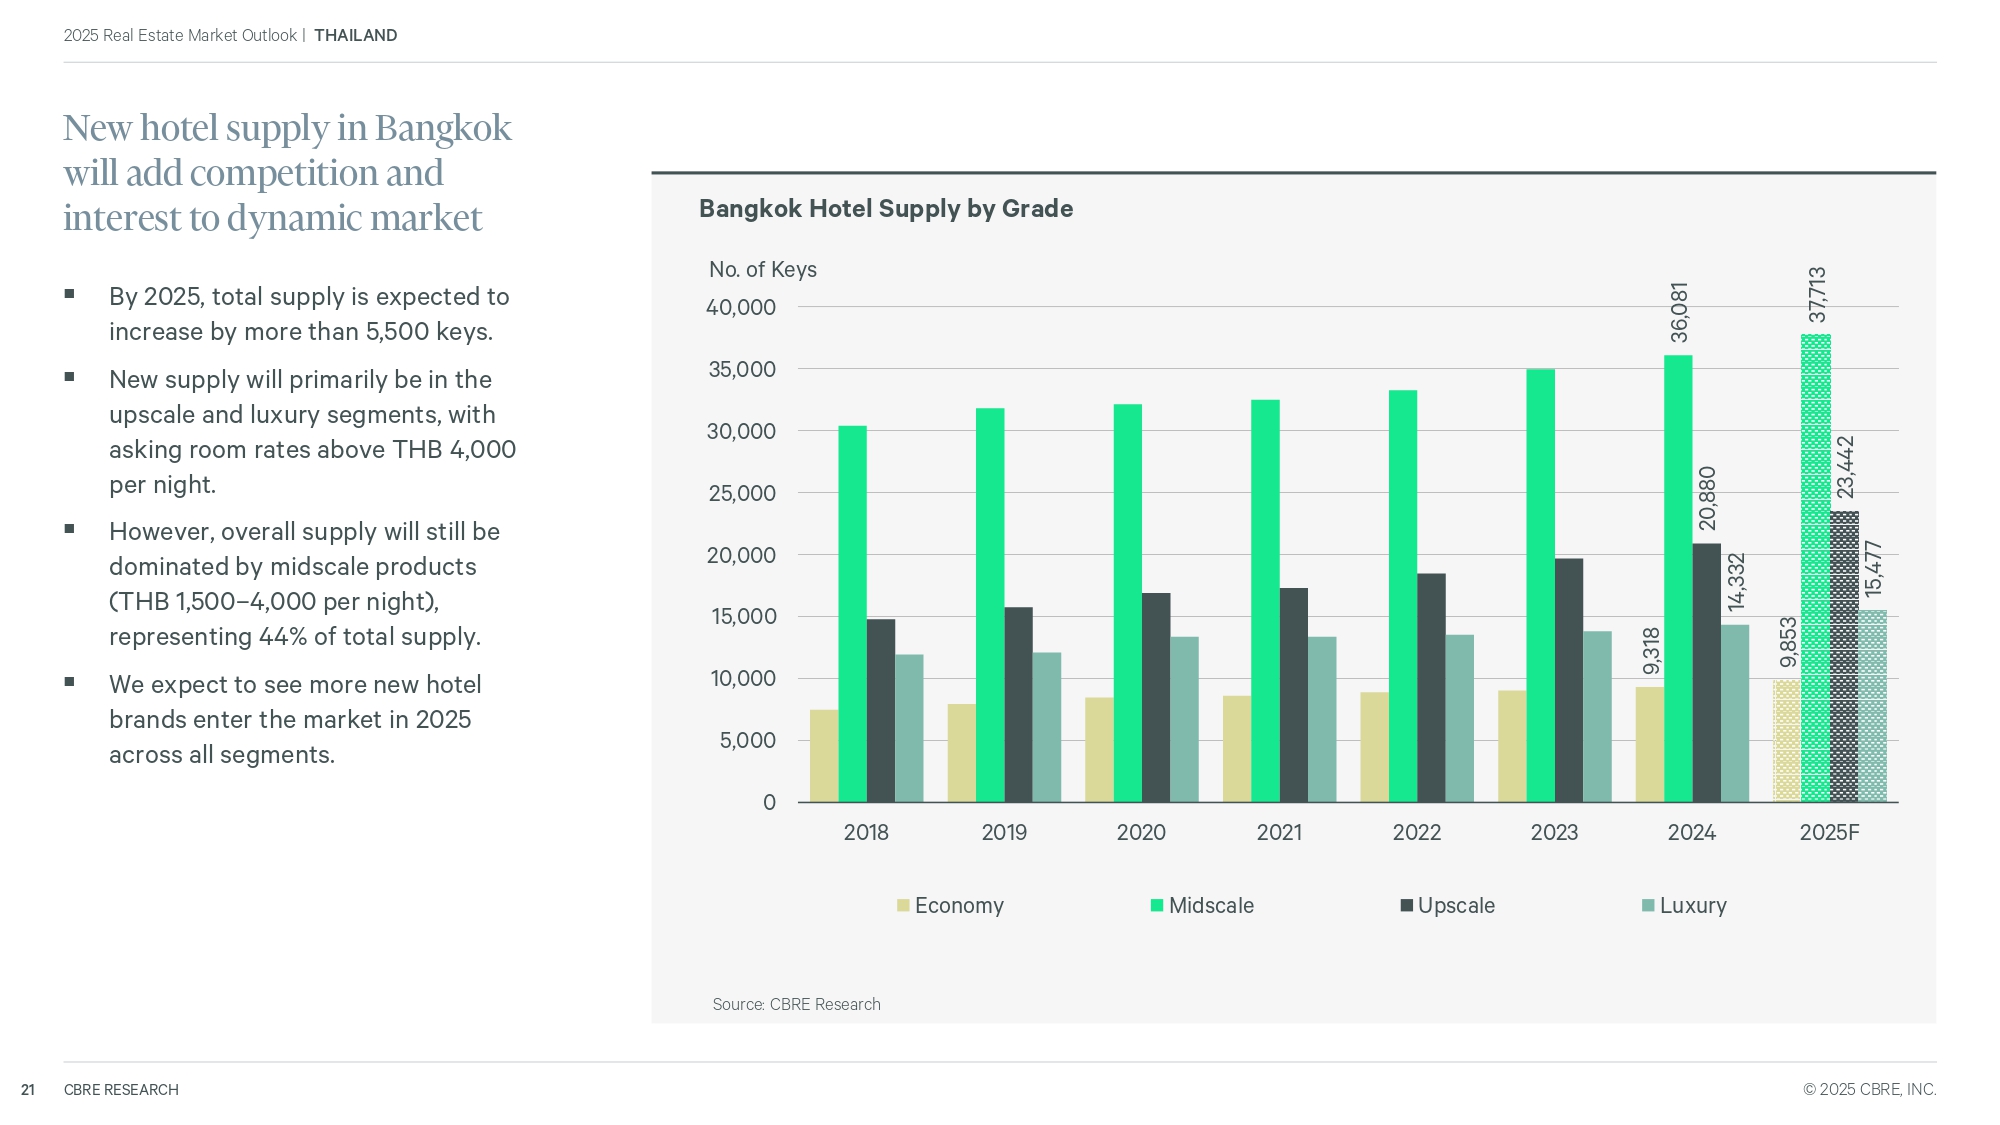 2025 Real Estate Market Outlook | THAILAND
New hotel supply in Bangkok
will add competition and
interest to dynamic market
▪ By 2025, total supply is expected to
increase by more than 5,500 keys.
▪ New supply will primarily be in the
upscale and luxury segments, with
asking room rates above THB 4,000
per night.
▪ However, overall supply will still be
dominated by midscale products
(THB 1,500–4,000 per night),
representing 44% of total supply.
▪ We expect to see more new hotel
brands enter the market in 2025
across all segments.
Bangkok Hotel Supply by Grade
No. of Keys
40,000
35,000
30,000
25,000
20,000
15,000
10,000
5,000
0
9,318
36,081
20,880
14,332
9,853
37,713
23,442
15,477
2018 2019 2020 2021 2022 2023 2024 2025F
Economy Midscale Upscale Luxury
Source: CBRE Research
21 CBRE RESEARCH © 2025 CBRE, INC.